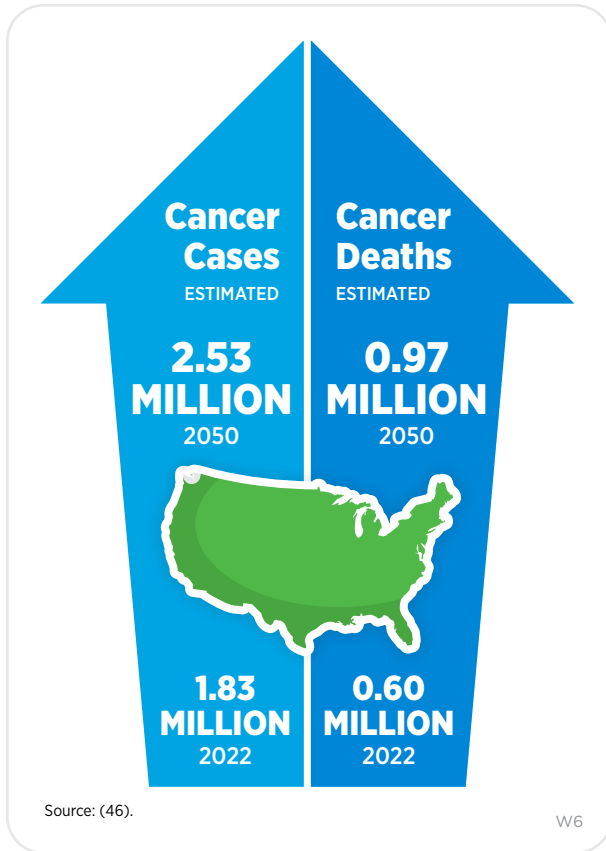 Cancer
Cases
ESTIMATED
2.53
MILLION
2050
1.83
MILLION
2022
Cancer
Deaths
ESTIMATED
0.97
MILLION
2050
0.60
MILLION
2022
Source: (46).
W6